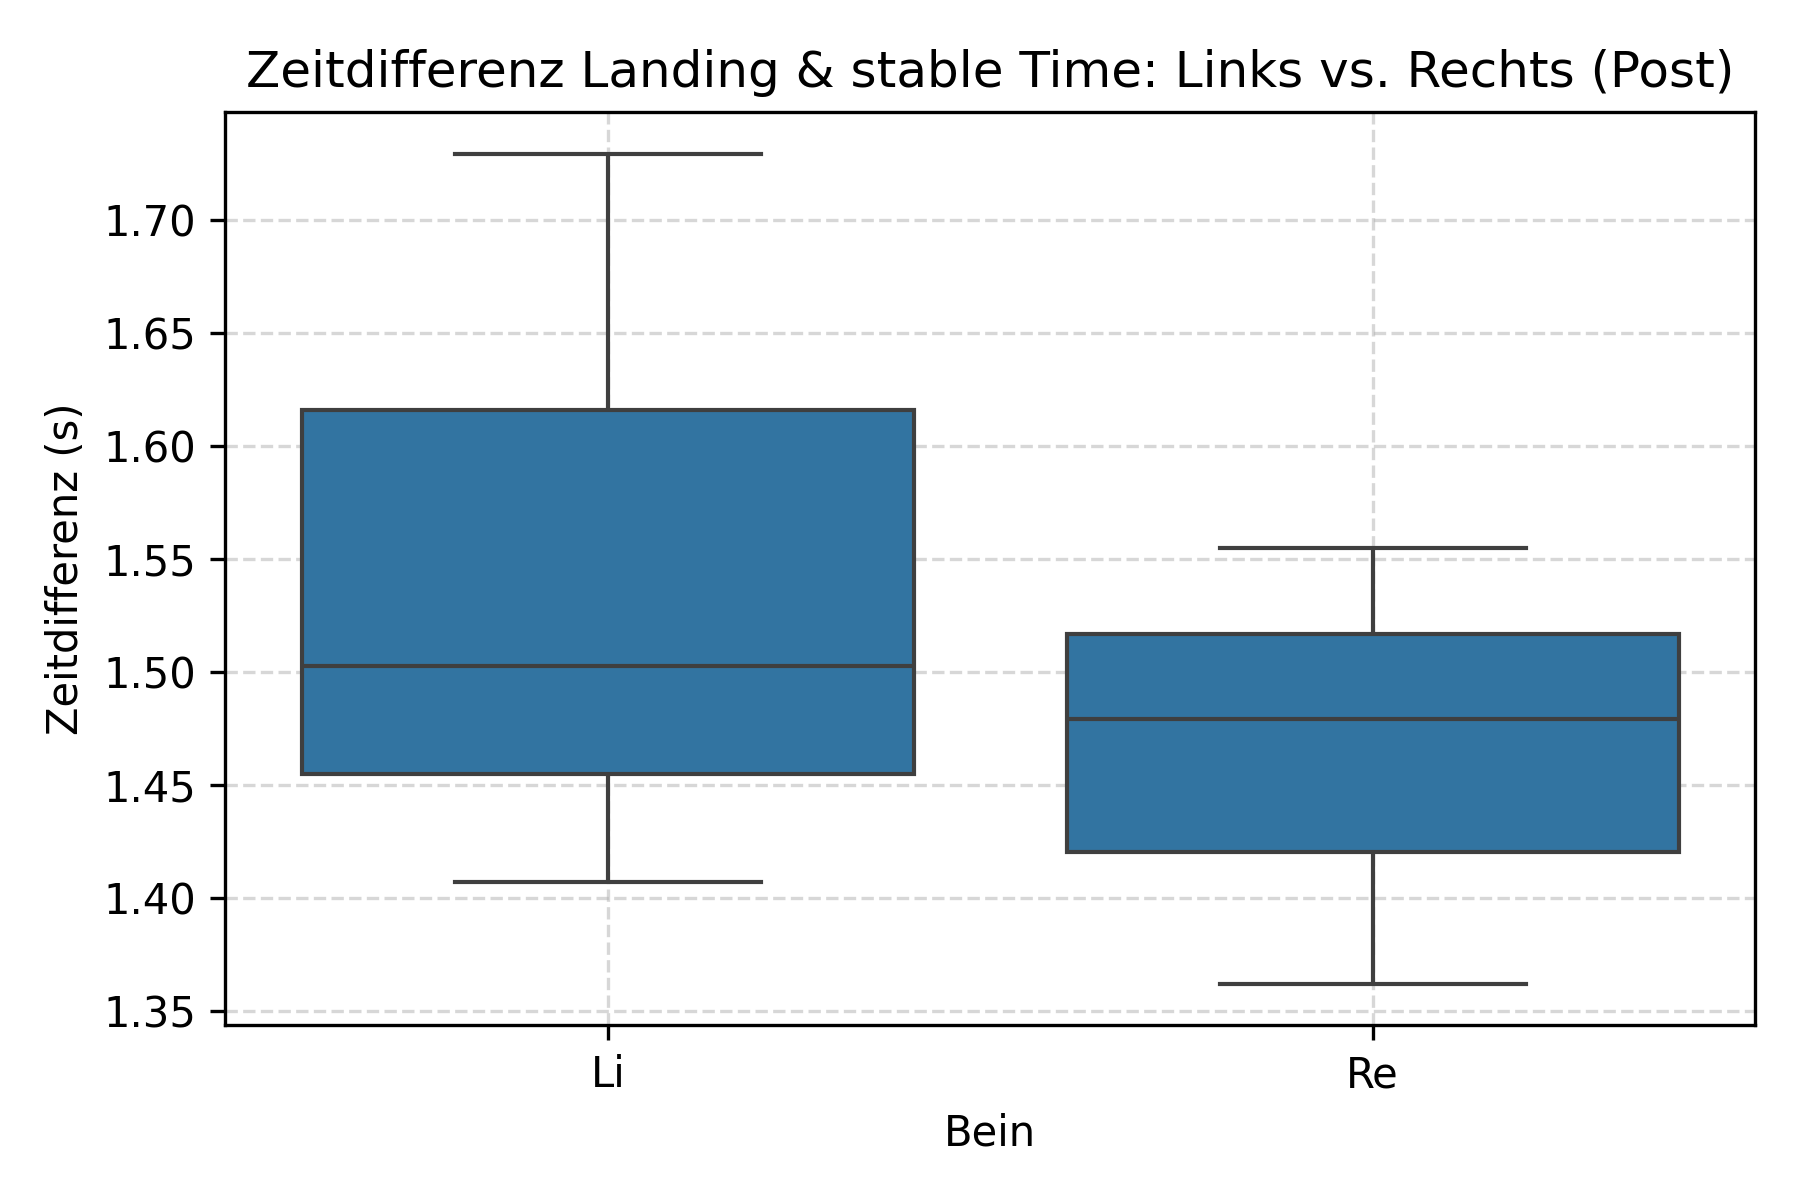 Zeitdifferenz Landing & stable Time: Links vs. Rechts (Post)
Zeitdifferenz (s)
1.70
1.65
1.60
1.55
1.50
1.45
1.40
1.35
Li
Re
Bein